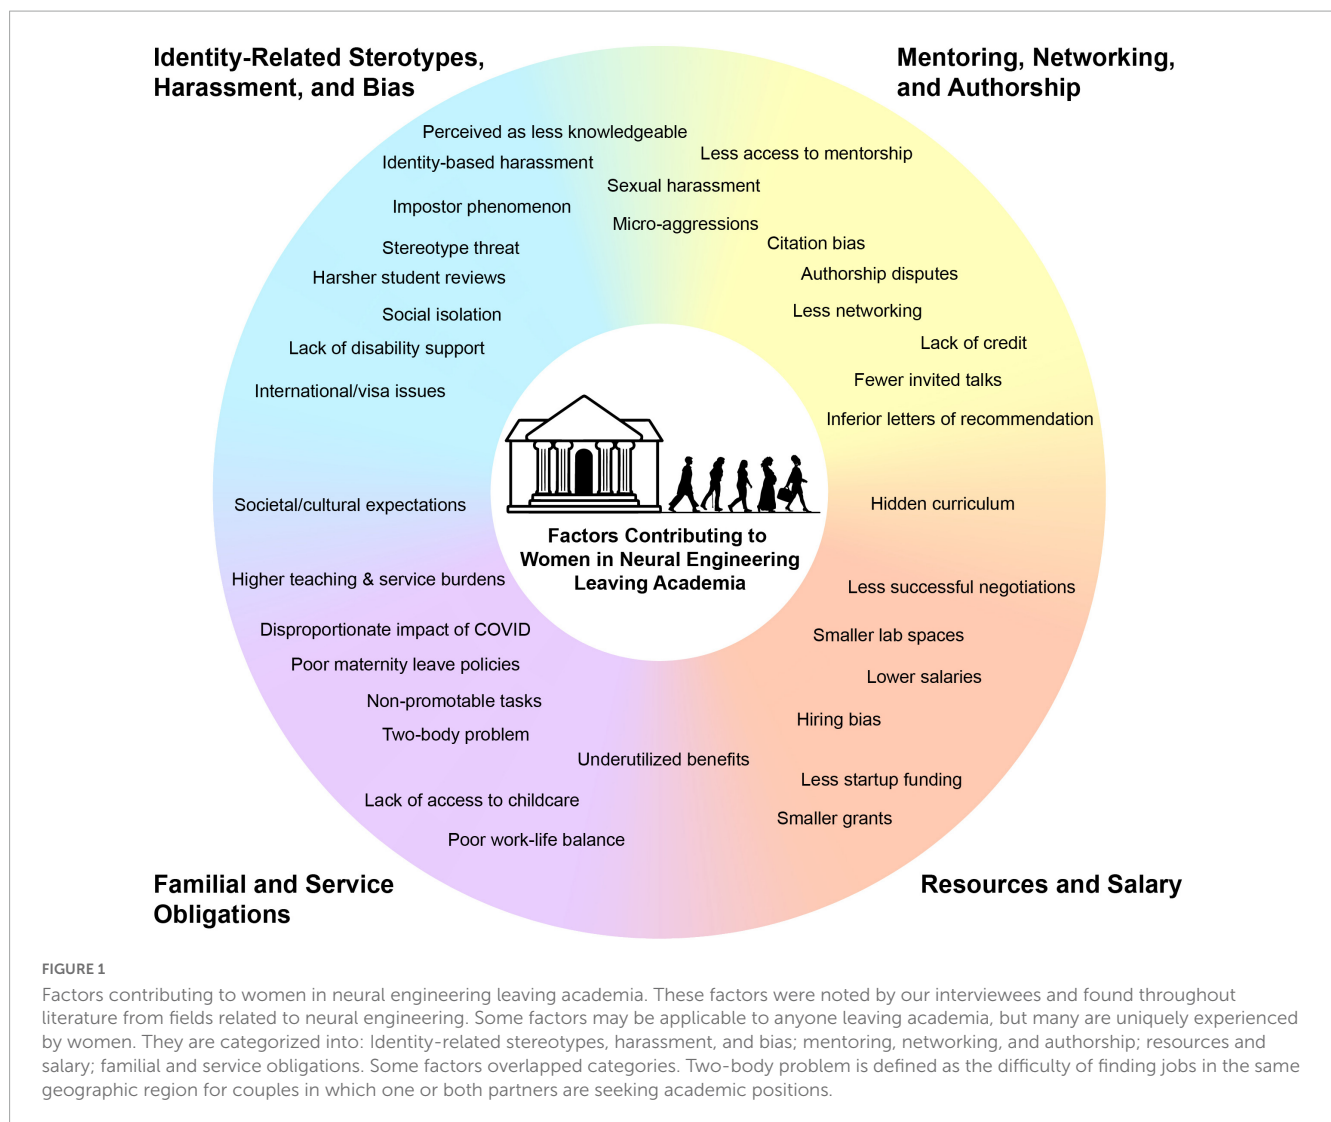 Identity-Related Sterotypes,
Harassment, and Bias
Mentoring, Networking,
and Authorship
Perceived as less knowledgeable
Identity-based harassment
Impostor phenomenon
Stereotype threat
Harsher student reviews
Social isolation
Lack of disability support
International/visa issues
Sexual harassment
Micro-aggressions
Less access to mentorship
Citation bias
Authorship disputes
Less networking
Lack of credit
Fewer invited talks
Inferior letters of recommendation
Societal/cultural expectations
Hidden curriculum
Factors Contributing to
Women in Neural Engineering
Leaving Academia
Higher teaching & service burdens
Disproportionate impact of COVID
Poor maternity leave policies
Non-promotable tasks
Two-body problem
Lack of access to childcare
Poor work-life balance
Underutilized benefits
Less successful negotiations
Smaller lab spaces
Lower salaries
Hiring bias
Less startup funding
Smaller grants
Familial and Service
Obligations
Resources and Salary
FIGURE 1
Factors contributing to women in neural engineering leaving academia. These factors were noted by our interviewees and found throughout
literature from fields related to neural engineering. Some factors may be applicable to anyone leaving academia, but many are uniquely experienced
by women. They are categorized into: Identity-related stereotypes, harassment, and bias; mentoring, networking, and authorship; resources and
salary; familial and service obligations. Some factors overlapped categories. Two-body problem is defined as the difficulty of finding jobs in the same
geographic region for couples in which one or both partners are seeking academic positions.